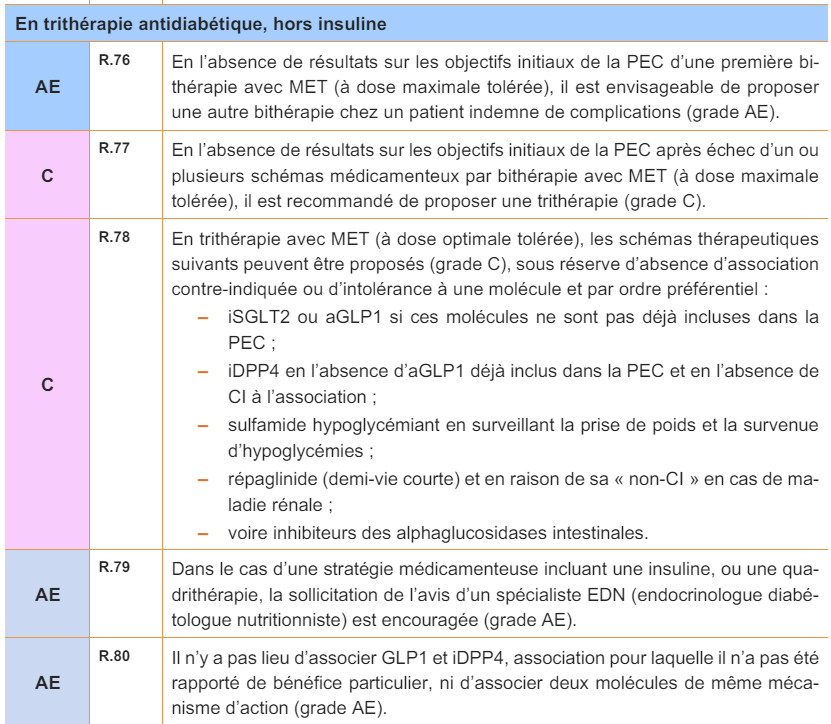 En trithérapie antidiabétique, hors insuline
AE
R.76
En l’absence de résultats sur les objectifs initiaux de la PEC d’une première bi-
thérapie avec MET (à dose maximale tolérée), il est envisageable de proposer
une autre bithérapie chez un patient indemne de complications (grade AE).
C
R.77
En l’absence de résultats sur les objectifs initiaux de la PEC après échec d’un ou
plusieurs schémas médicamenteux par bithérapie avec MET (à dose maximale
tolérée), il est recommandé de proposer une trithérapie (grade C).
C
R.78
En trithérapie avec MET (à dose optimale tolérée), les schémas thérapeutiques
suivants peuvent être proposés (grade C), sous réserve d’absence d’association
contre-indiquée ou d’intolérance à une molécule et par ordre préférentiel :
– iSGLT2 ou aGLP1 si ces molécules ne sont pas déjà incluses dans la
PEC ;
– iDPP4 en l’absence d’aGLP1 déjà inclus dans la PEC et en l’absence de
CI à l’association ;
– sulfamide hypoglycémiant en surveillant la prise de poids et la survenue
d’hypoglycémies ;
– répaglinide (demi-vie courte) et en raison de sa « non-CI » en cas de ma-
ladie rénale ;
– voire inhibiteurs des alphaglucosidases intestinales.
AE
R.79
Dans le cas d’une stratégie médicamenteuse incluant une insuline, ou une qua-
drithérapie, la sollicitation de l’avis d’un spécialiste EDN (endocrinologue diabé-
tologue nutritionniste) est encouragée (grade AE).
AE
R.80
Il n’y a pas lieu d’associer GLP1 et iDPP4, association pour laquelle il n’a pas été
rapporté de bénéfice particulier, ni d’associer deux molécules de même méca-
nisme d’action (grade AE).